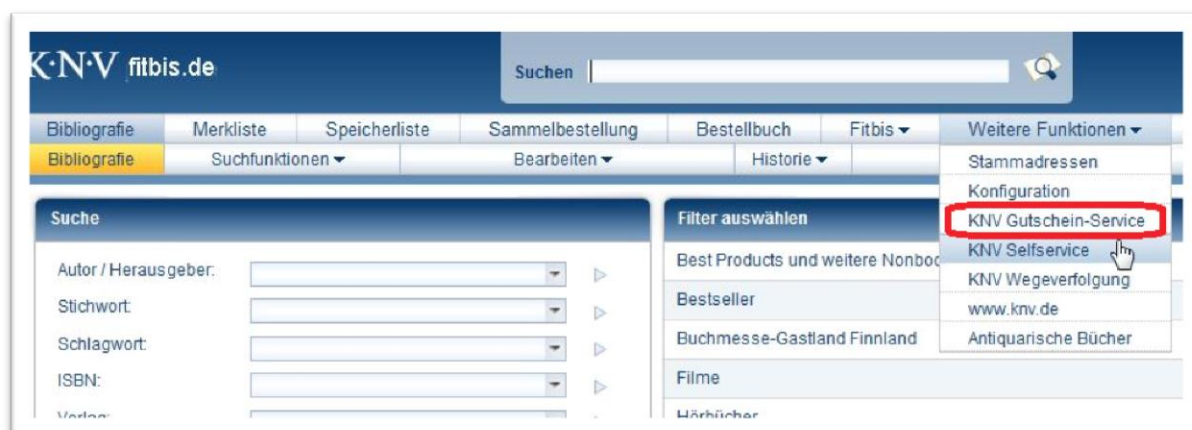 K·N·V fitbis.de
Suchen
Bibliografie Merkliste Speicherliste Sammelbestellung Bestellbuch Fitbis Weitere Funktionen
Bibliografie Suchfunktionen Bearbeiten Historie
Stammadressen
Konfiguration
KNV Gutschein-Service
KNV Selfservice
KNV Wegeverfolgung
www.knv.de
Antiquarische Bücher
Suche
Autor / Herausgeber:
Stichwort:
Schlagwort:
ISBN:
Verlag:
Filter auswählen
Best Products und weitere Nonboo
Bestseller
Buchmesse-Gastland Finnland
Filme
Hörbücher